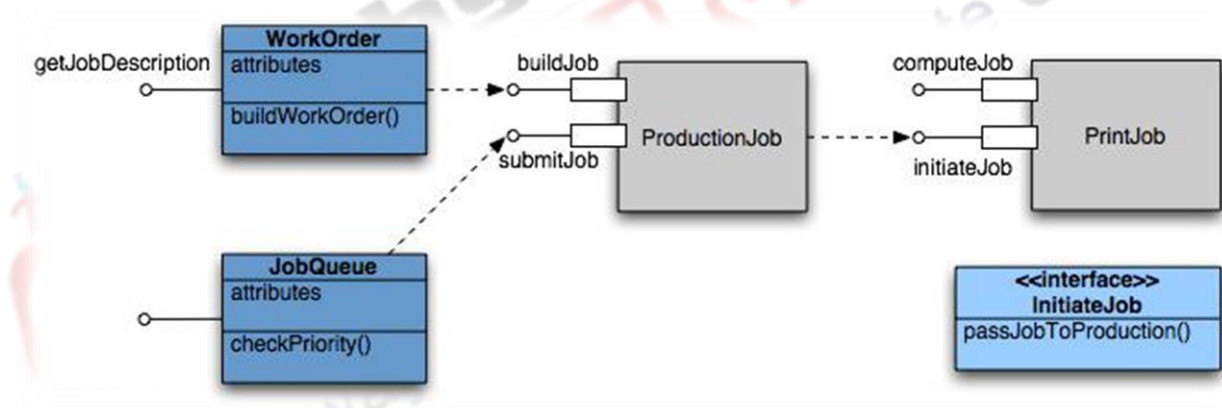 WorkOrder
getJobDescription
attributes
buildWorkOrder()
buildJob
submitJob
ProductionJob
computeJob
initiateJob
PrintJob
JobQueue
attributes
checkPriority()
<<interface>>
InitiateJob
passJobToProduction()